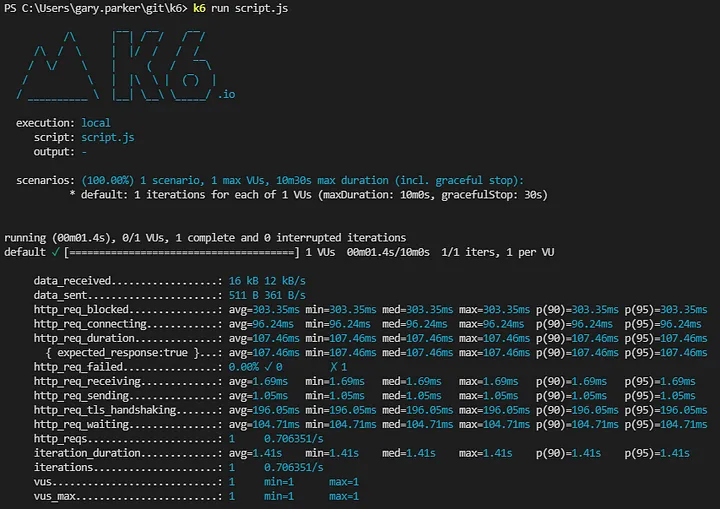 PS C:\Users\gary.parker\git\k6> k6 run script.js
.io
execution: local
script: script.js
output: -
scenarios: (100.00%) 1 scenario, 1 max VUs, 10m30s max duration (incl. graceful stop):
* default: 1 iterations for each of 1 VUs (maxDuration: 10m0s, gracefulStop: 30s)
running (00m01.4s), 0/1 VUs, 1 complete and 0 interrupted iterations
default ✓ [======================================] 1 VUs  00m01.4s/10m0s  1/1 iters, 1 per VU
data_received..................: 16 kB 12 kB/s
data_sent......................: 511 B 361 B/s
http_req_blocked...............: avg=303.35ms min=303.35ms med=303.35ms max=303.35ms p(90)=303.35ms p(95)=303.35ms
http_req_connecting............: avg=96.24ms  min=96.24ms  med=96.24ms  max=96.24ms  p(90)=96.24ms  p(95)=96.24ms
http_req_duration..............: avg=107.46ms min=107.46ms med=107.46ms max=107.46ms p(90)=107.46ms p(95)=107.46ms
{ expected_response:true }...: avg=107.46ms min=107.46ms med=107.46ms max=107.46ms p(90)=107.46ms p(95)=107.46ms
http_req_failed................: 0.00% ✓ 0        ✗ 1
http_req_receiving.............: avg=1.69ms   min=1.69ms   med=1.69ms   max=1.69ms   p(90)=1.69ms   p(95)=1.69ms
http_req_sending...............: avg=1.05ms   min=1.05ms   med=1.05ms   max=1.05ms   p(90)=1.05ms   p(95)=1.05ms
http_req_tls_handshaking.......: avg=196.05ms min=196.05ms med=196.05ms max=196.05ms p(90)=196.05ms p(95)=196.05ms
http_req_waiting...............: avg=104.71ms min=104.71ms med=104.71ms max=104.71ms p(90)=104.71ms p(95)=104.71ms
http_reqs......................: 1     0.706351/s
iteration_duration.............: avg=1.41s    min=1.41s    med=1.41s    max=1.41s    p(90)=1.41s    p(95)=1.41s
iterations.....................: 1     0.706351/s
vus............................: 1     min=1      max=1
vus_max........................: 1     min=1      max=1